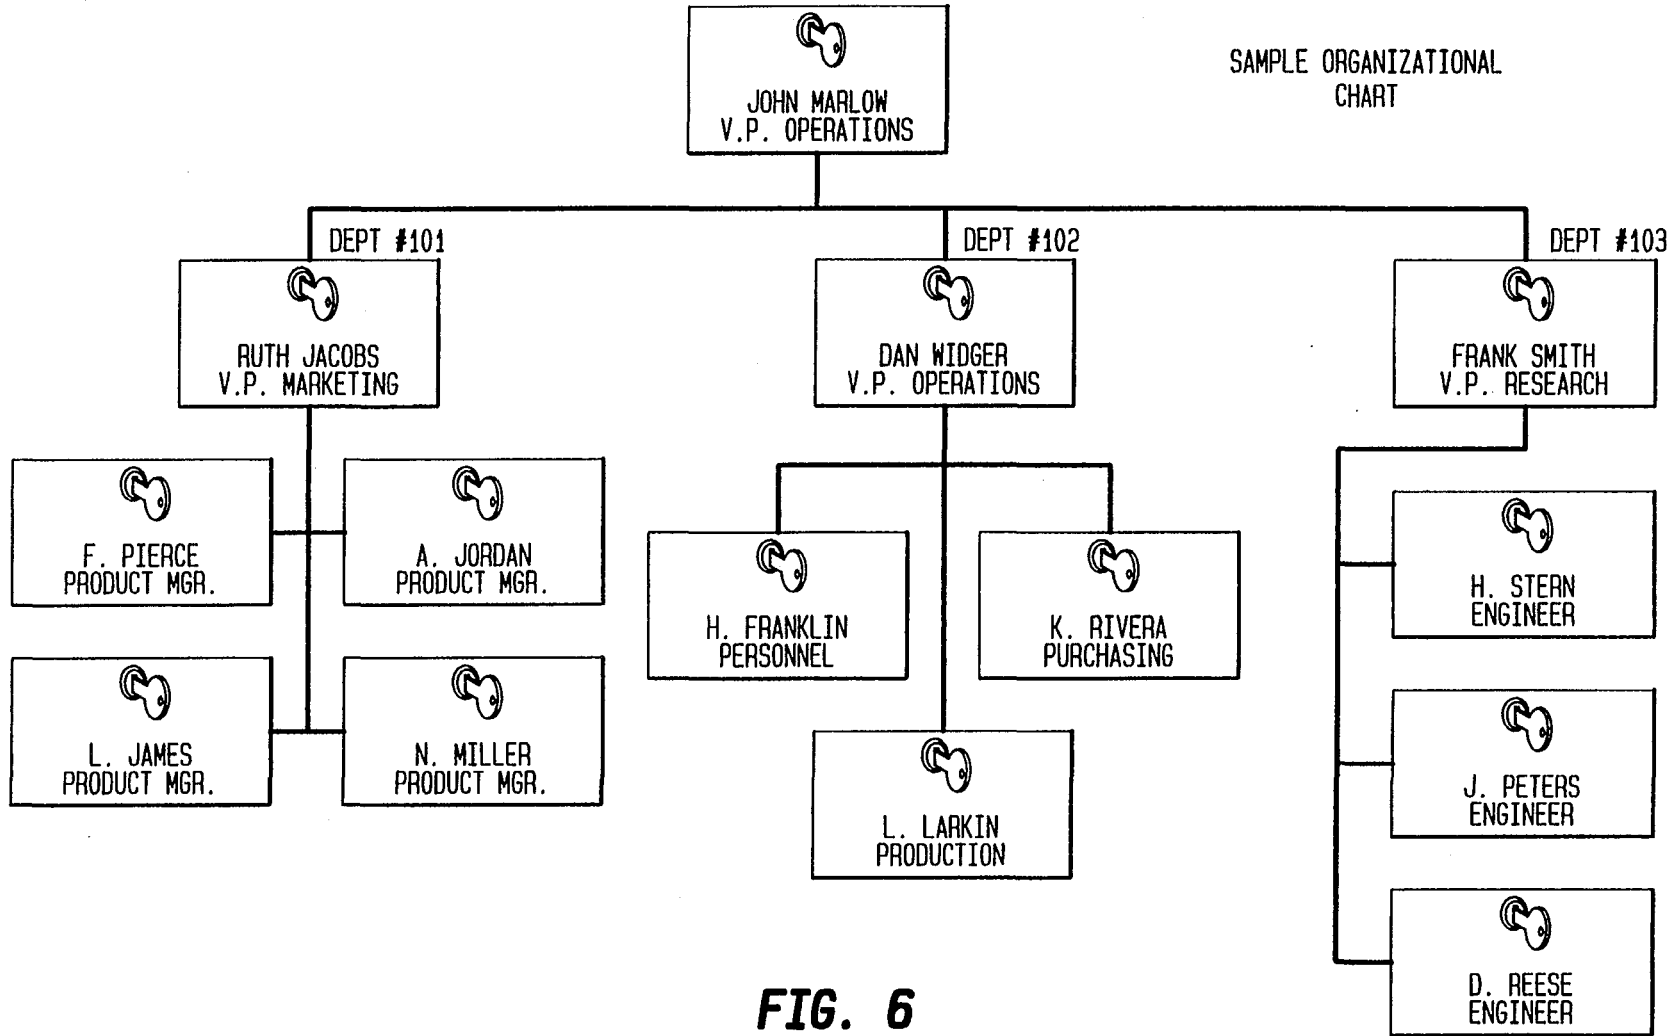 SAMPLE ORGANIZATIONAL
CHART
JOHN MARLOW
V.P. OPERATIONS
DEPT #101
RUTH JACOBS
V.P. MARKETING
F. PIERCE
PRODUCT MGR.
A. JORDAN
PRODUCT MGR.
L. JAMES
PRODUCT MGR.
N. MILLER
PRODUCT MGR.
DEPT #102
DAN WIDGER
V.P. OPERATIONS
H. FRANKLIN
PERSONNEL
K. RIVERA
PURCHASING
L. LARKIN
PRODUCTION
DEPT #103
FRANK SMITH
V.P. RESEARCH
H. STERN
ENGINEER
J. PETERS
ENGINEER
D. REESE
ENGINEER
FIG. 6